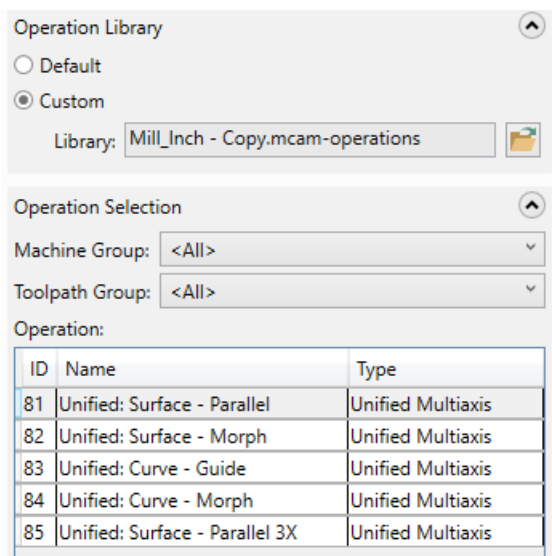 Operation Library
Default
Custom
Library: Mill_Inch - Copy.mcam-operations
Operation Selection
Machine Group: <All>
Toolpath Group: <All>
Operation:
ID Name Type
81 Unified: Surface - Parallel Unified Multiaxis
82 Unified: Surface - Morph Unified Multiaxis
83 Unified: Curve - Guide Unified Multiaxis
84 Unified: Curve - Morph Unified Multiaxis
85 Unified: Surface - Parallel 3X Unified Multiaxis